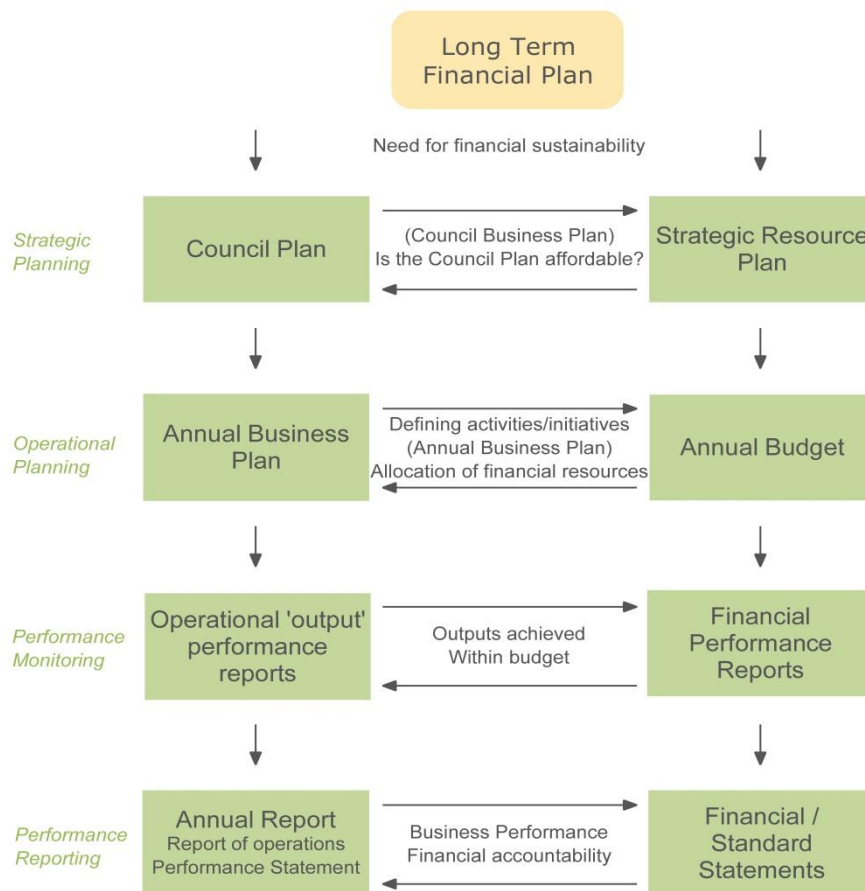 Long Term
Financial Plan
Need for financial sustainability
Strategic
Planning
Council Plan
(Council Business Plan)
Is the Council Plan affordable?
Strategic Resource
Plan
Operational
Planning
Annual Business
Plan
Defining activities/initiatives
(Annual Business Plan)
Allocation of financial resources
Annual Budget
Performance
Monitoring
Operational 'output'
performance
reports
Outputs achieved
Within budget
Financial
Performance
Reports
Performance
Reporting
Annual Report
Report of operations
Performance Statement
Business Performance
Financial accountability
Financial /
Standard
Statements